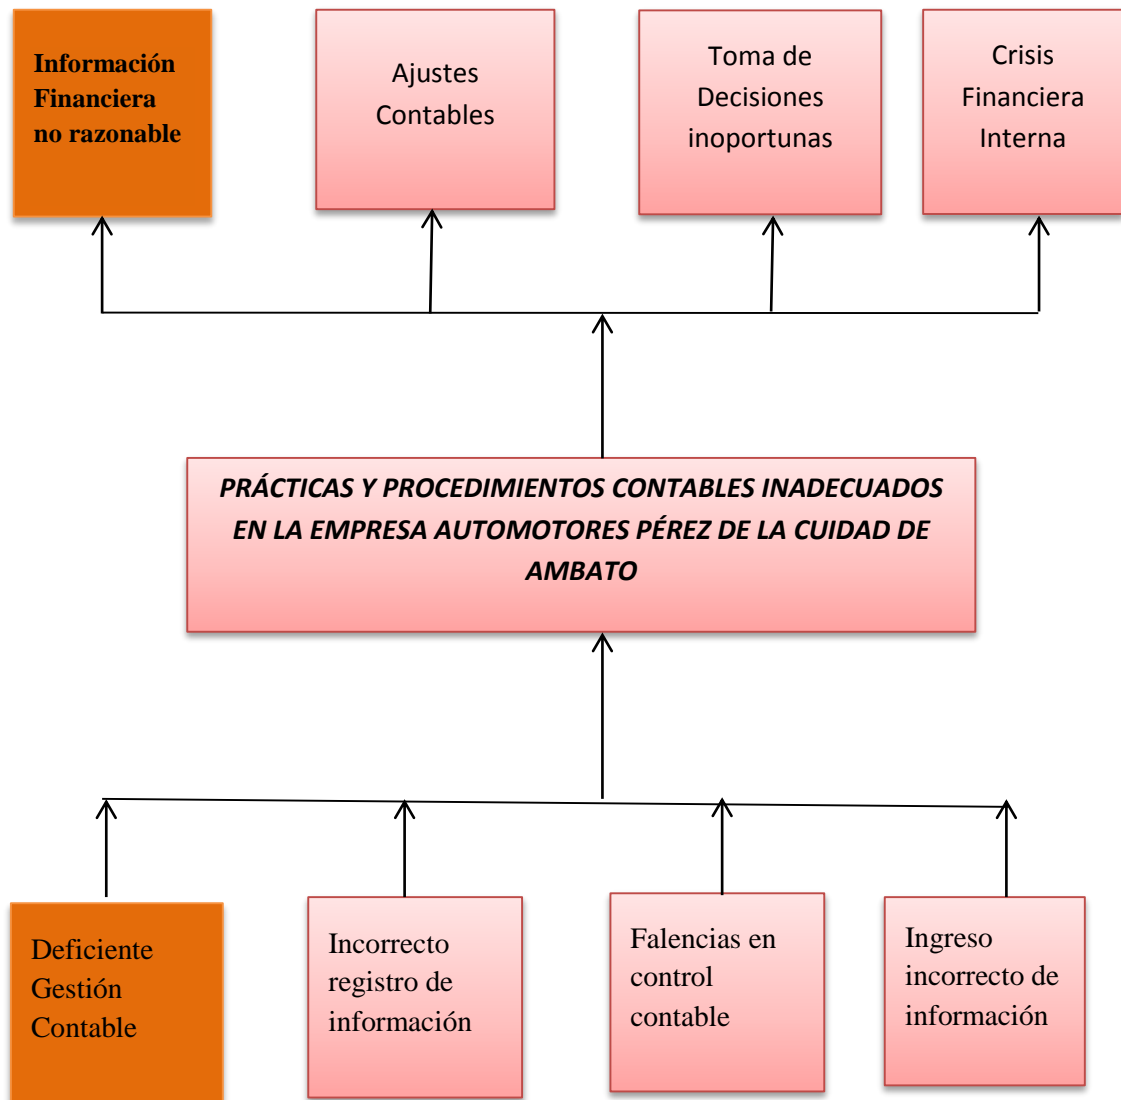 Información
Financiera
no razonable
Ajustes
Contables
Toma de
Decisiones
inoportunas
Crisis
Financiera
Interna
PRÁCTICAS Y PROCEDIMIENTOS CONTABLES INADECUADOS
EN LA EMPRESA AUTOMOTORES PÉREZ DE LA CUIDAD DE
AMBATO
Deficiente
Gestión
Contable
Incorrecto
registro de
información
Falencias en
control
contable
Ingreso
incorrecto de
información